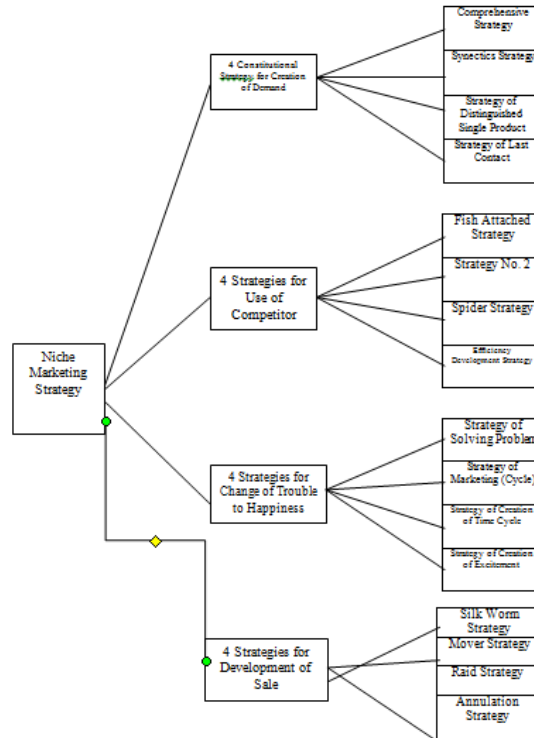 Comprehensive
Strategy
4 Constitutional
Strategy for Creation
of Demand
Synectics Strategy
Strategy of
Distinguished
Single Product
Strategy of Last
Contact
Fish Attached
Strategy
4 Strategies for
Use of
Competitor
Strategy No. 2
Spider Strategy
Efficiency
Development Strategy
Niche
Marketing
Strategy
Strategy of
Solving Problem
4 Strategies for
Change of Trouble
to Happiness
Strategy of
Marketing (Cycle)
Strategy of Creation
of Time Cycle
Strategy of Creation
of Excitement
Silk Worm
Strategy
4 Strategies for
Development of
Sale
Mover Strategy
Raid Strategy
Annulation
Strategy